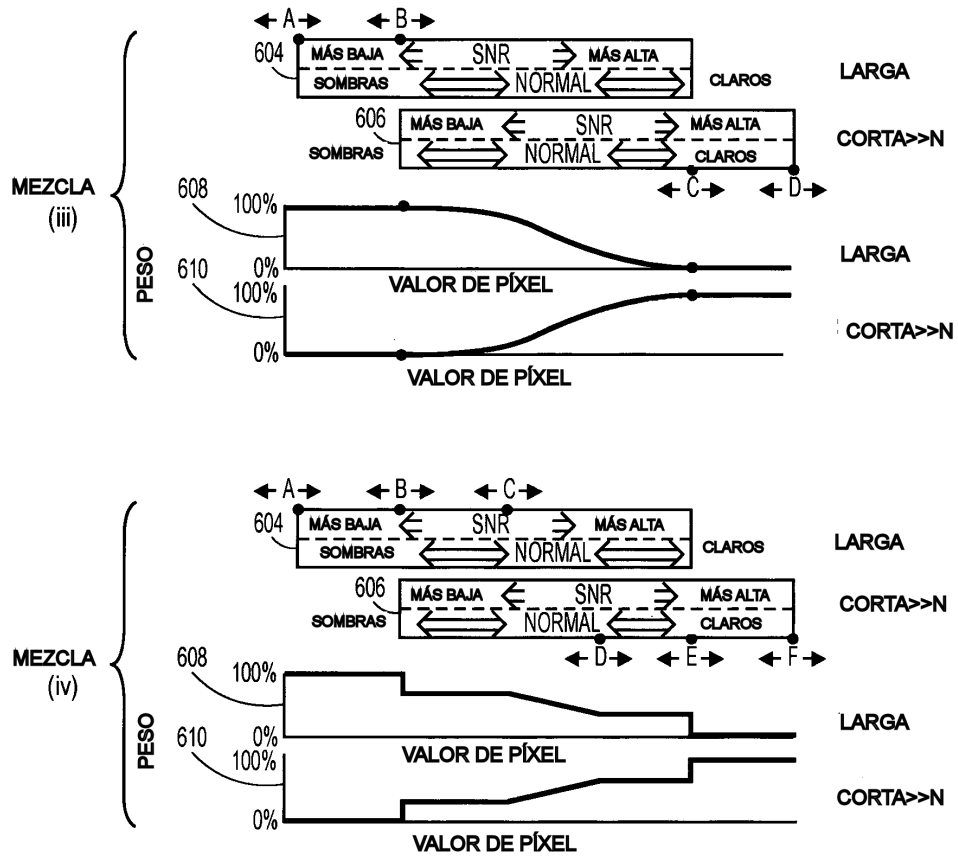 A B
604 MÁS BAJA SNR MÁS ALTA
SOMBRAS NORMAL CLAROS LARGA
606 MÁS BAJA SNR MÁS ALTA
SOMBRAS NORMAL CLAROS CORTA>>N
C D
MEZCLA
(iii)
PESO
608 100%
0% VALOR DE PÍXEL LARGA
610 100%
0% CORTA>>N
VALOR DE PÍXEL
A B C
604 MÁS BAJA SNR MÁS ALTA
SOMBRAS NORMAL CLAROS LARGA
606 MÁS BAJA SNR MÁS ALTA
SOMBRAS NORMAL CLAROS CORTA>>N
D E F
MEZCLA
(iv)
PESO
608 100%
0% VALOR DE PÍXEL LARGA
610 100%
0% CORTA>>N
VALOR DE PÍXEL